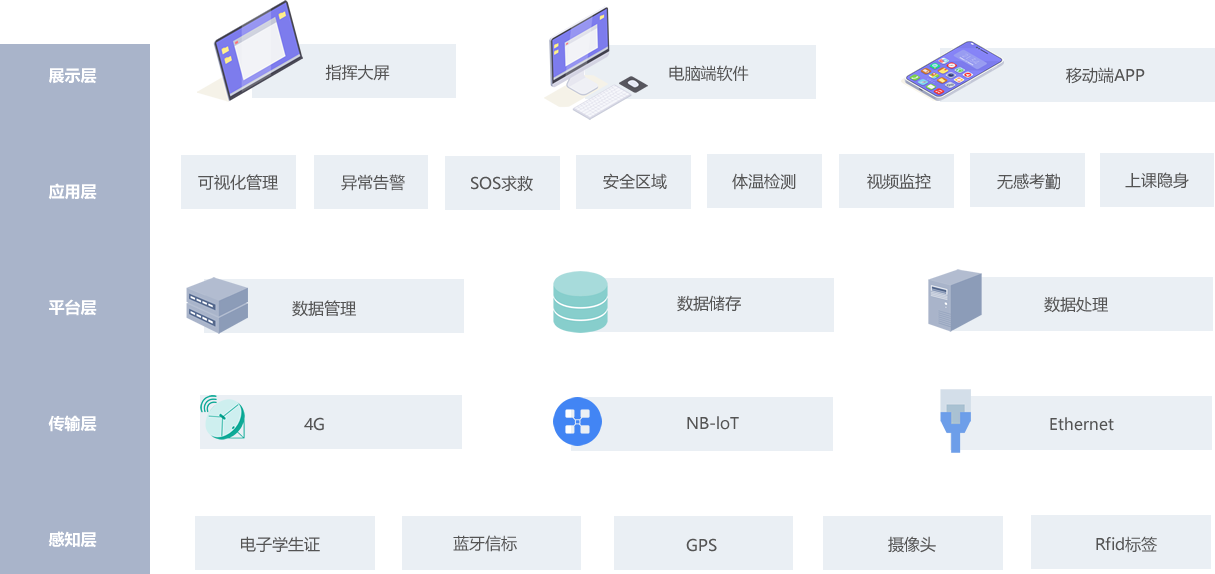 展示层
指挥大屏
电脑端软件
移动端APP
应用层
可视化管理
异常告警
SOS求救
安全区域
体温检测
视频监控
无感考勤
上课隐身
平台层
数据管理
数据储存
数据处理
传输层
4G
NB-loT
Ethernet
感知层
电子学生证
蓝牙信标
GPS
摄像头
Rfid标签